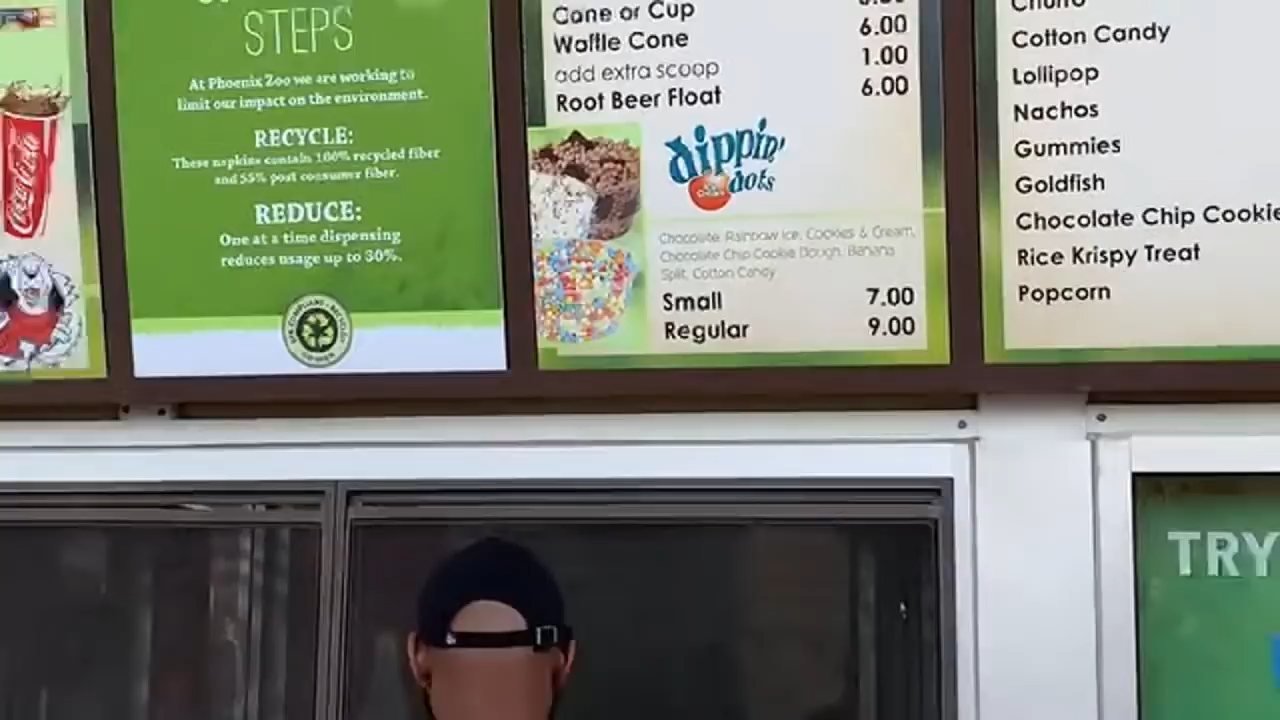 Coca-Cola
STEPS
At Phoenix Zoo we are working to
limit our impact on the environment.
RECYCLE:
These napkins contain 100% recycled fiber
and 55% post consumer fiber.
REDUCE:
One at a time dispensing
reduces usage up to 30%.
Cone or Cup
Waffle Cone 6.00
add extra scoop 1.00
Root Beer Float 6.00
dippin'
dots
Chocolate, Rainbow Ice, Cookies & Cream,
Chocolate Chip Cookie Dough, Banana
Split, Cotton Candy
Small 7.00
Regular 9.00
Churro
Cotton Candy
Lollipop
Nachos
Gummies
Goldfish
Chocolate Chip Cookie
Rice Krispy Treat
Popcorn
TRY